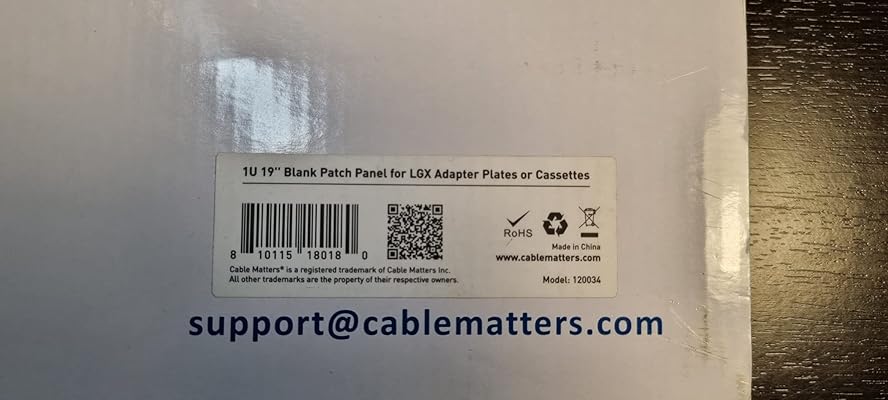 1U 19'' Blank Patch Panel for LGX Adapter Plates or Cassettes
8 10115 18018 0
RoHS
Made in China
www.cablematters.com
Cable Matters® is a registered trademark of Cable Matters Inc.
All other trademarks are the property of their respective owners.
Model: 120034
support@cablematters.com